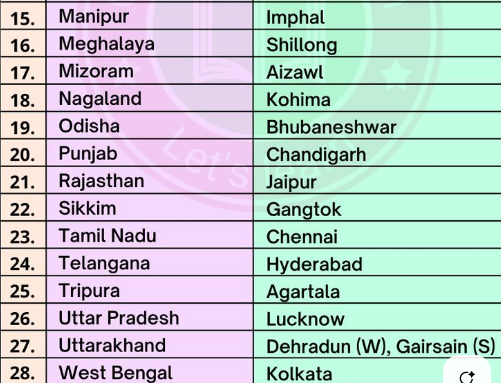 15. Manipur Imphal
16. Meghalaya Shillong
17. Mizoram Aizawl
18. Nagaland Kohima
19. Odisha Bhubaneshwar
20. Punjab Chandigarh
Let's
21. Rajasthan Jaipur
22. Sikkim Gangtok
23. Tamil Nadu Chennai
24. Telangana Hyderabad
25. Tripura Agartala
26. Uttar Pradesh Lucknow
27. Uttarakhand Dehradun (W), Gairsain (S)
28. West Bengal Kolkata